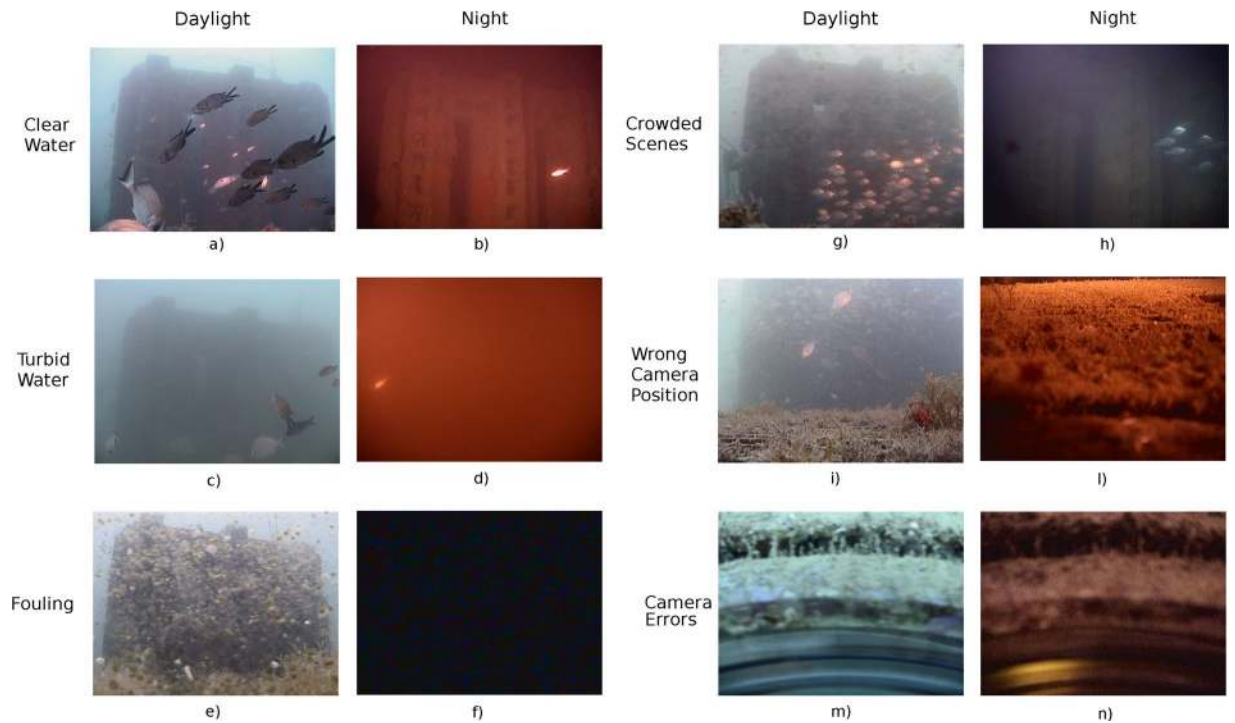 Daylight
Night
Daylight
Night
Clear
Water
Crowded
Scenes
a)
b)
g)
h)
Turbid
Water
Wrong
Camera
Position
c)
d)
i)
l)
Fouling
Camera
Errors
e)
f)
m)
n)